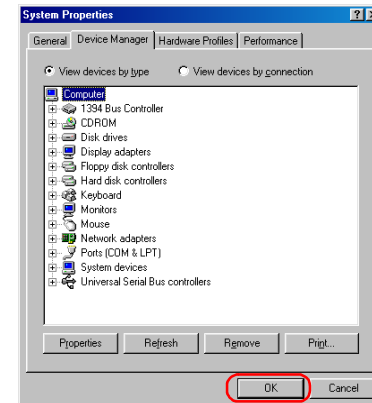 System Properties
General Device Manager Hardware Profiles Performance
View devices by type View devices by connection
Computer
1394 Bus Controller
CDROM
Disk drives
Display adapters
Floppy disk controllers
Hard disk controllers
Keyboard
Monitors
Mouse
Network adapters
Ports (COM & LPT)
System devices
Universal Serial Bus controllers
Properties Refresh Remove Print...
OK Cancel